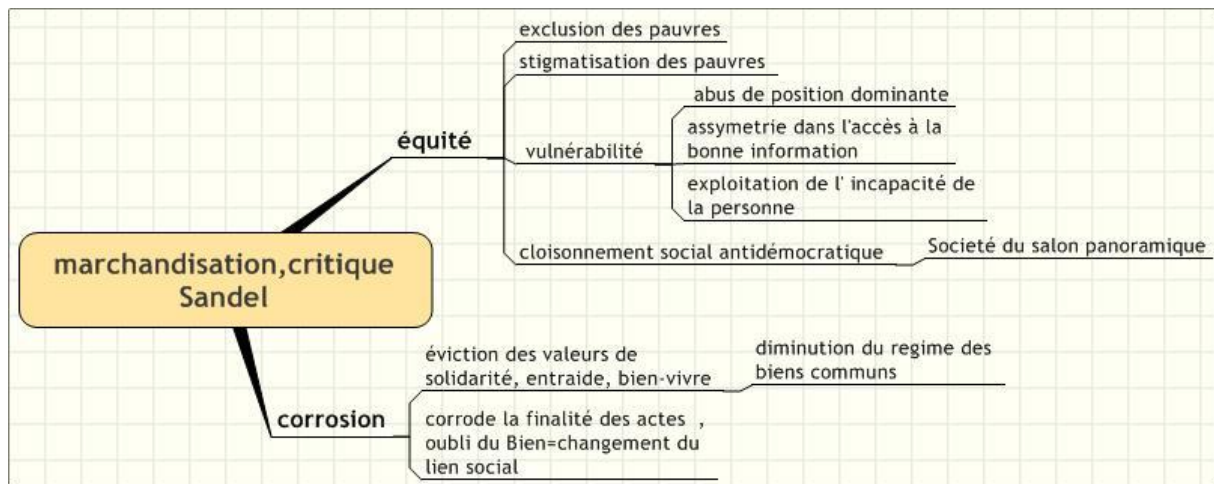 exclusion des pauvres
stigmatisation des pauvres
abus de position dominante
équité
vulnérabilité
assymetrie dans l'accès à la
bonne information
exploitation de l' incapacité de
la personne
cloisonnement social antidémocratique
Societé du salon panoramique
marchandisation,critique
Sandel
éviction des valeurs de
solidarité, entraide, bien-vivre
diminution du regime des
biens communs
corrosion
corrode la finalité des actes ,
oubli du Bien=changement du
lien social